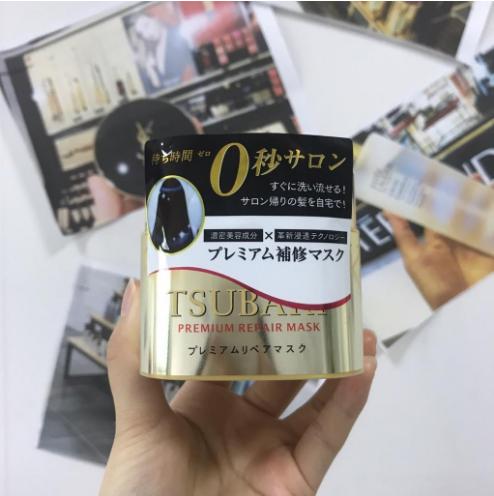 待ち時間 ゼロ 0秒サロン
すぐに洗い流せる!
サロン帰りの髪を自宅で!
濃密美容成分 × 革新浸透テクノロジー
プレミアム補修マスク
TSUBAKI
PREMIUM REPAIR MASK
プレミアムリペアマスク